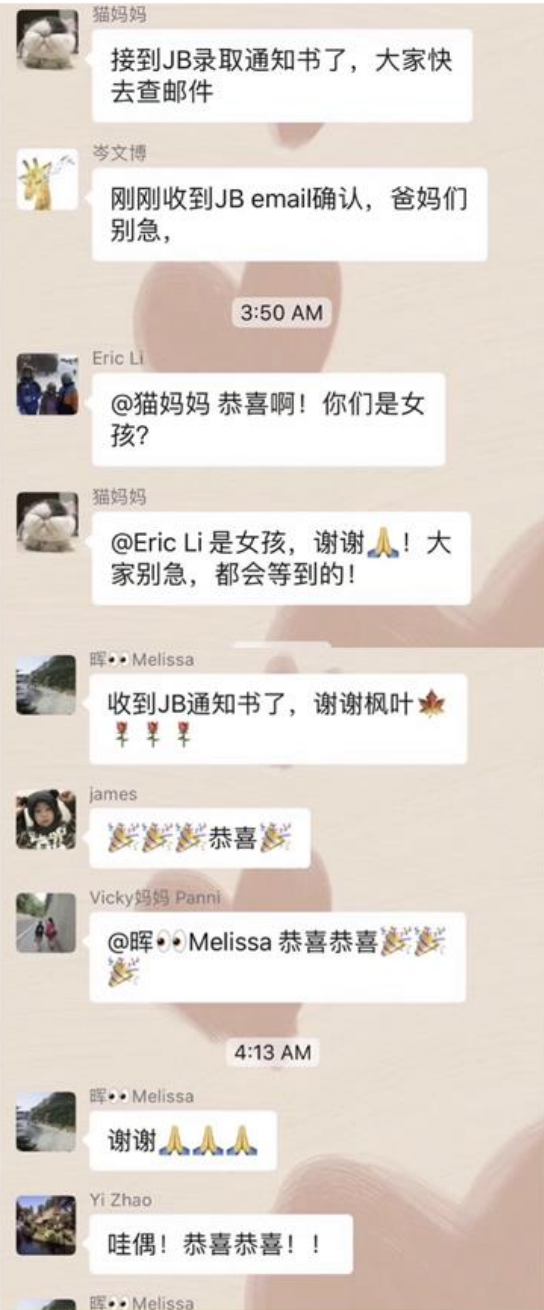 猫妈妈
接到JB录取通知书了，大家快
去查邮件
岑文博
刚刚收到JB email确认，爸妈们
别急，
3:50 AM
Eric Li
@猫妈妈 恭喜啊！你们是女
孩？
猫妈妈
@Eric Li 是女孩，谢谢🙏！大
家别急，都会等到的！
晖👀Melissa
收到JB通知书了，谢谢枫叶🍁
🌹🌹🌹
james
🎉🎉🎉恭喜🎉
Vicky妈妈 Panni
@晖👀Melissa 恭喜恭喜🎉🎉
🎉
4:13 AM
晖👀Melissa
谢谢🙏🙏🙏
Yi Zhao
哇偶！恭喜恭喜！！
晖👀Melissa